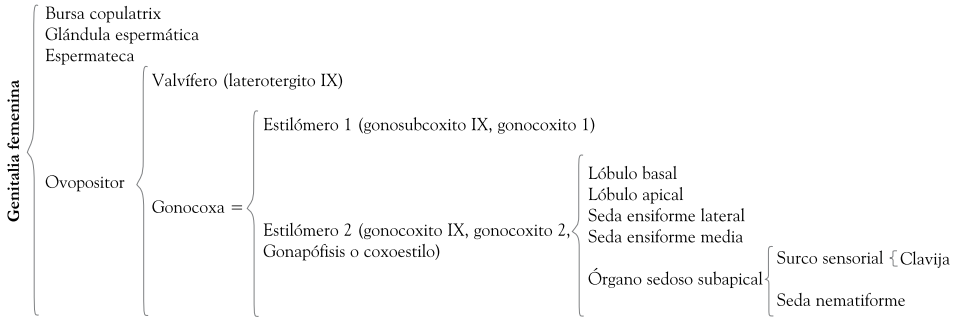 Genitalia femenina
Bursa copulatrix
Glándula espermática
Espermateca
Ovopositor
Valvífero (laterotergito IX)
Gonocoxa =
Estilómero 1 (gonosubcoxito IX, gonocoxito 1)
Estilómero 2 (gonocoxito IX, gonocoxito 2,
Gonapófisis o coxoestilo)
Lóbulo basal
Lóbulo apical
Seda ensiforme lateral
Seda ensiforme media
Órgano sedoso subapical
Surco sensorial
Clavija
Seda nematiforme